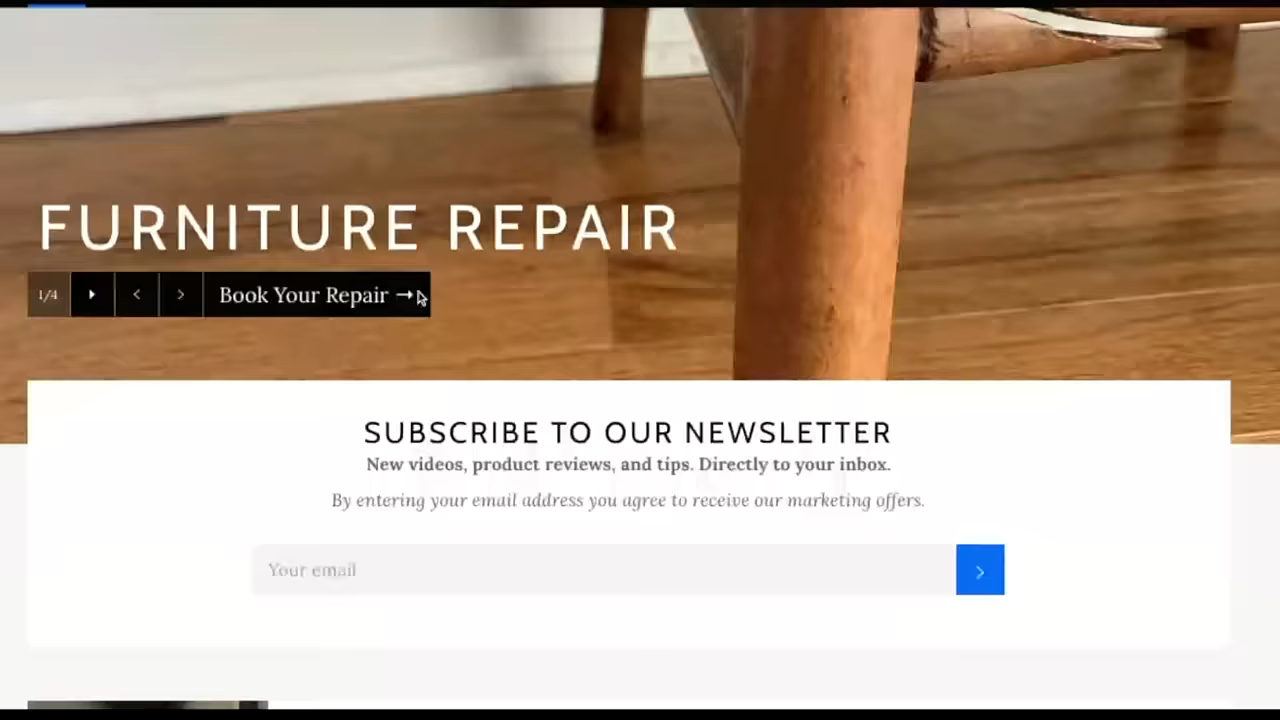 FURNITURE REPAIR
1/4
Book Your Repair →
SUBSCRIBE TO OUR NEWSLETTER
New videos, product reviews, and tips. Directly to your inbox.
By entering your email address you agree to receive our marketing offers.
Your email